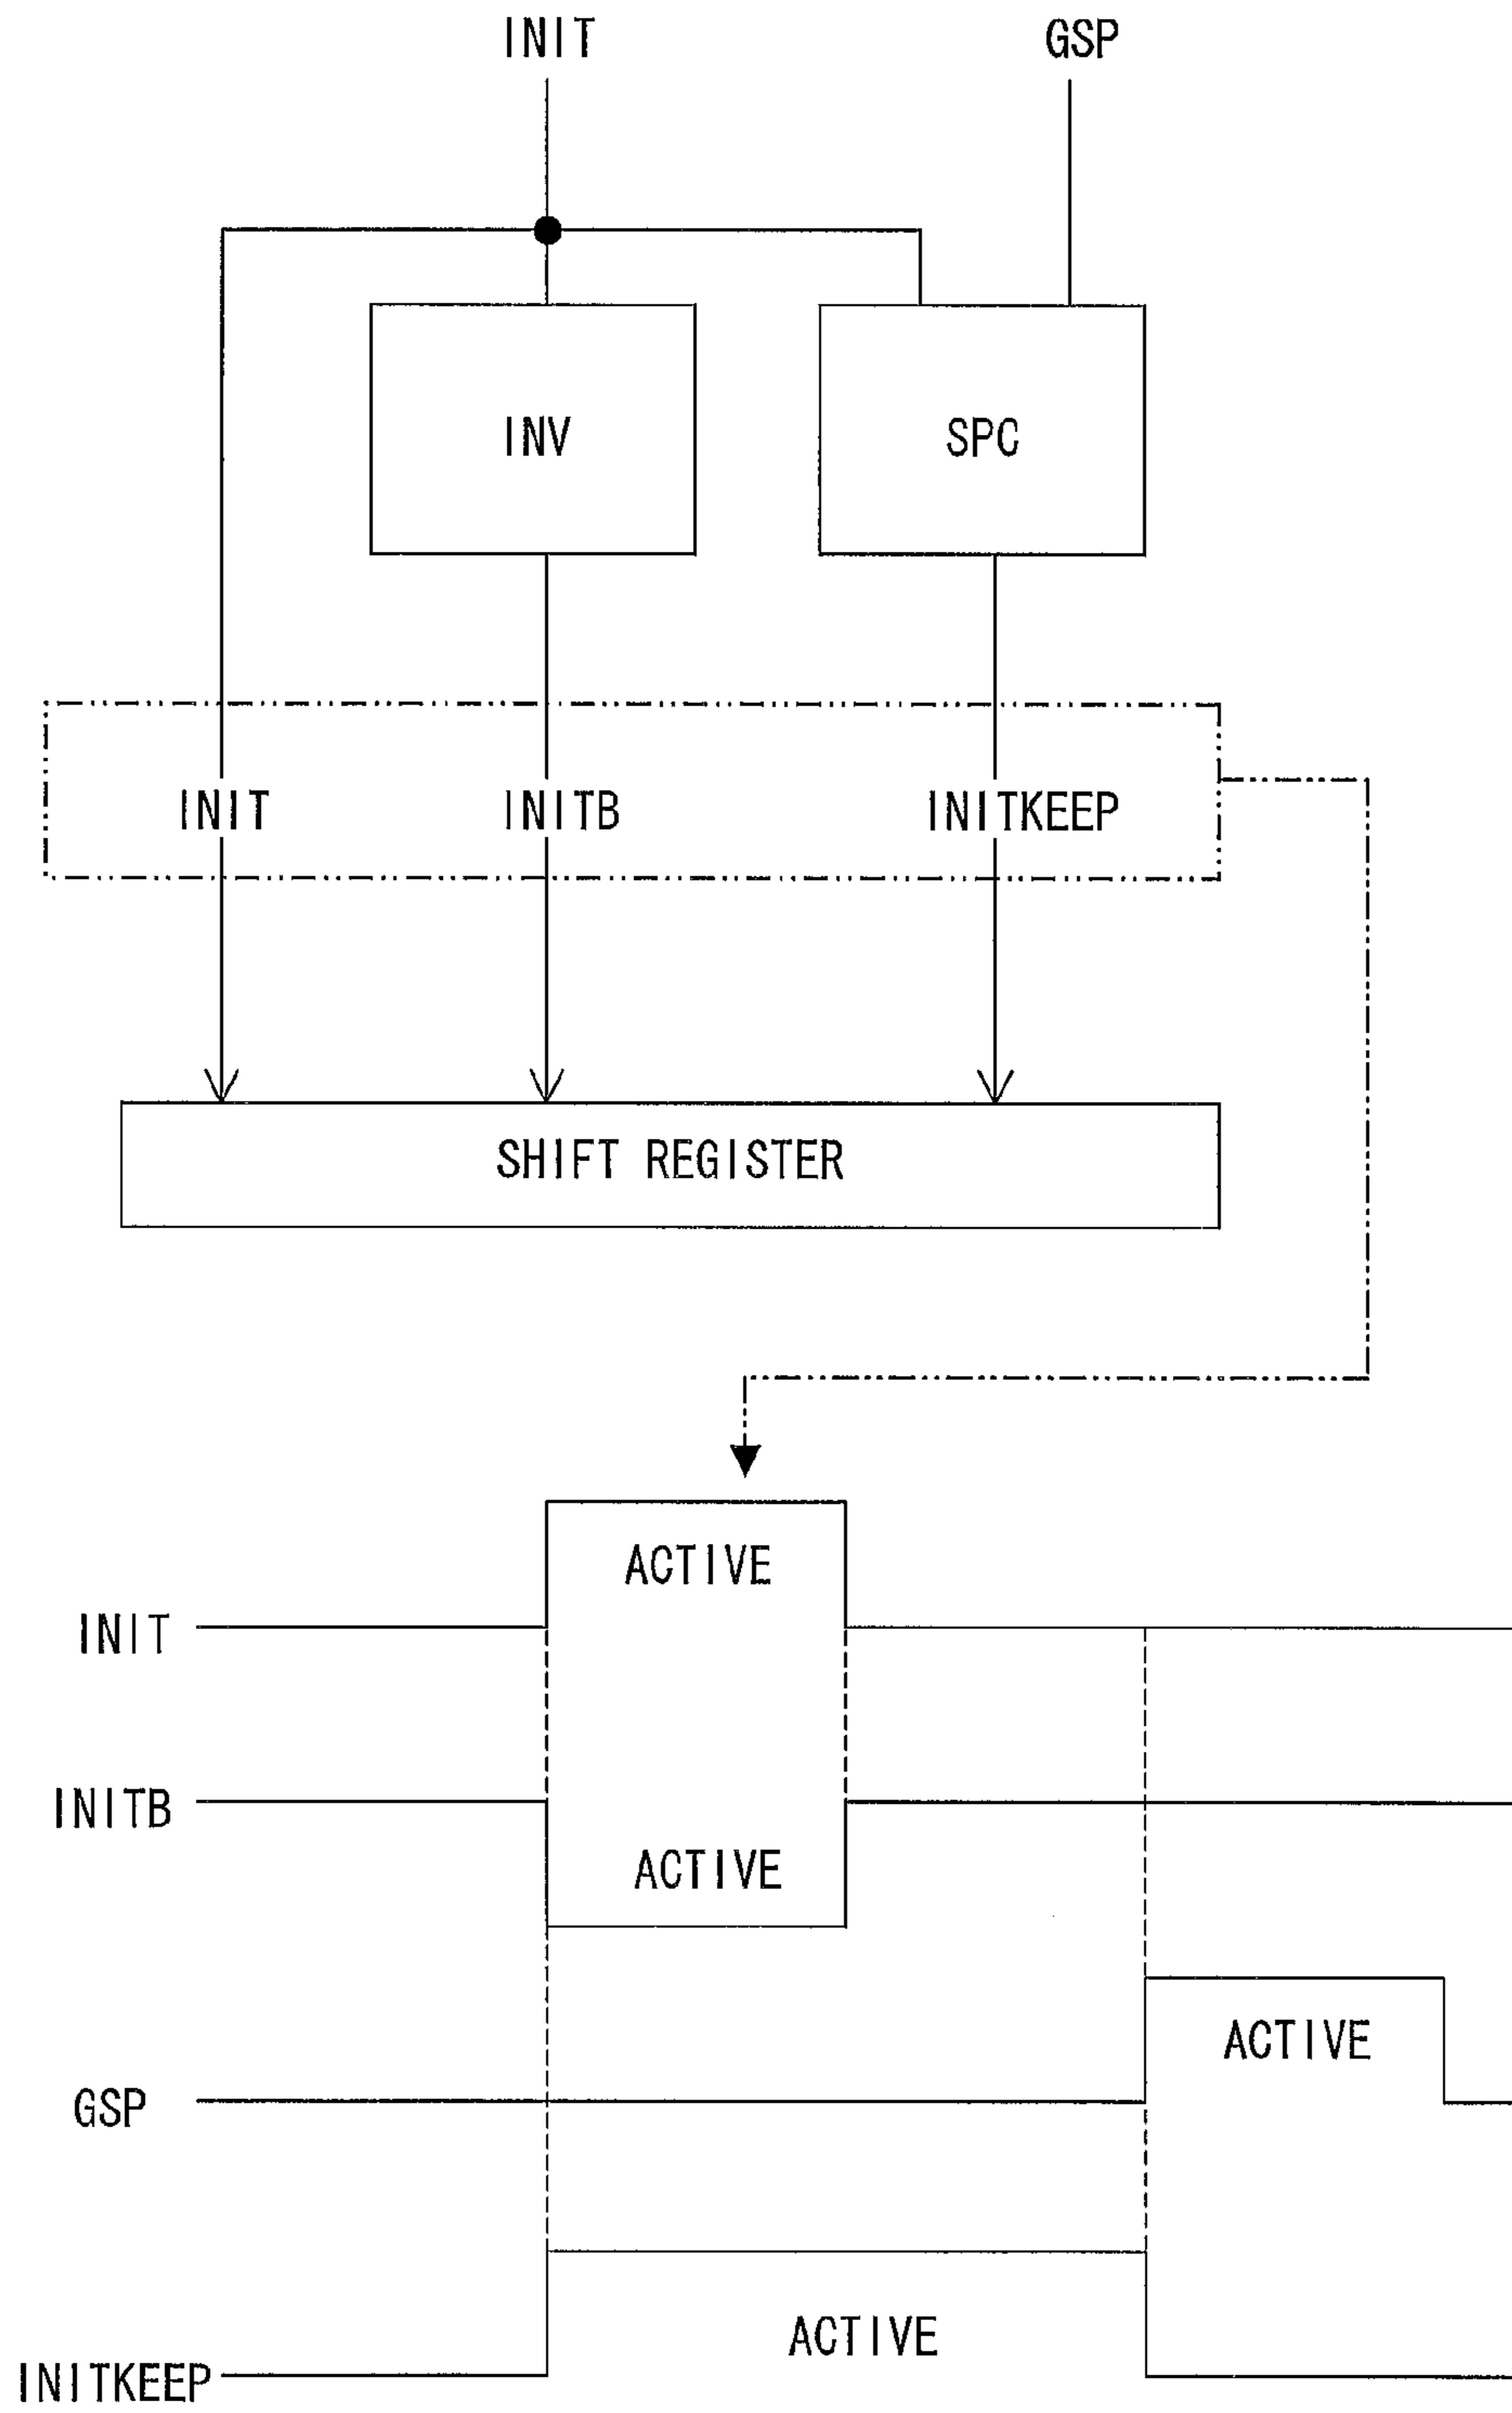 INIT GSP
INV SPC
INIT INITB INITKEEP
SHIFT REGISTER
ACTIVE
INIT
INITB
ACTIVE
ACTIVE
GSP
ACTIVE
INITKEEP